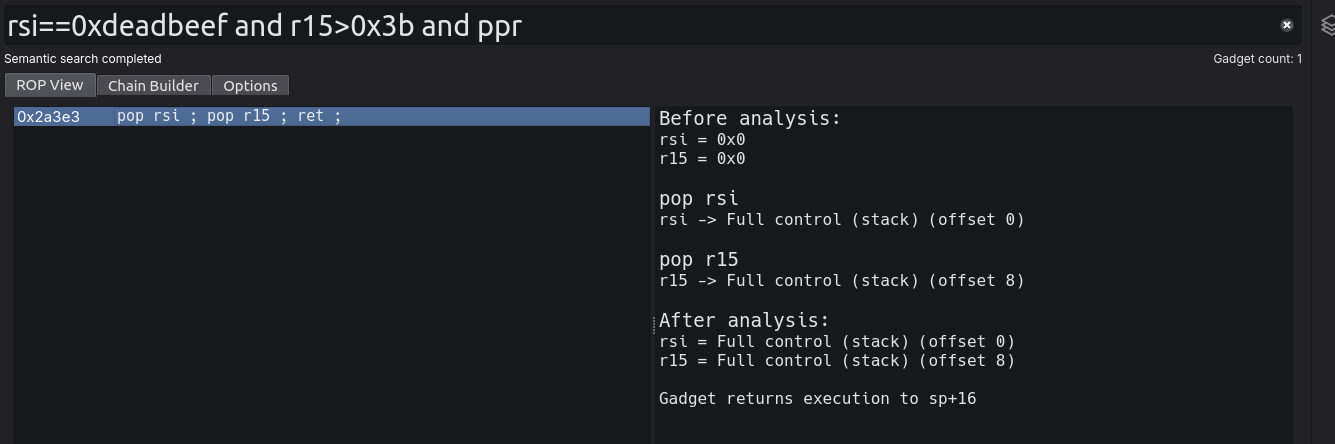 rsi==0xdeadbeef and r15>0x3b and ppr
Semantic search completed
Gadget count: 1
ROP View
Chain Builder
Options
0x2a3e3 pop rsi ; pop r15 ; ret ;
Before analysis:
rsi = 0x0
r15 = 0x0
pop rsi
rsi -> Full control (stack) (offset 0)
pop r15
r15 -> Full control (stack) (offset 8)
After analysis:
rsi = Full control (stack) (offset 0)
r15 = Full control (stack) (offset 8)
Gadget returns execution to sp+16